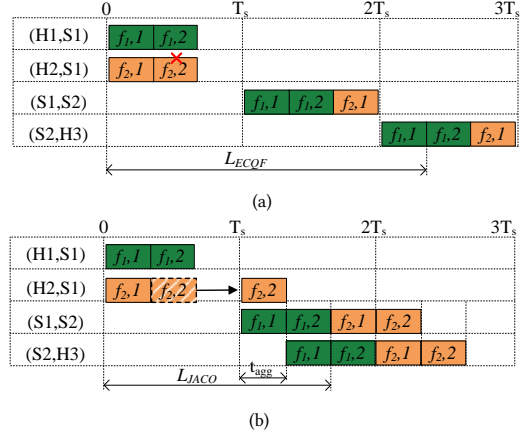 0 Ts 2Ts 3Ts
(H1,S1) f1,1 f1,2
(H2,S1) f2,1 f2,2
(S1,S2) f1,1 f1,2 f2,1
(S2,H3) f1,1 f1,2 f2,1
LECQF
(a)
0 Ts 2Ts 3Ts
(H1,S1) f1,1 f1,2
(H2,S1) f2,1 f2,2 f2,2
(S1,S2) f1,1 f1,2 f2,1 f2,2
(S2,H3) f1,1 f1,2 f2,1 f2,2
LJACO tagg
(b)